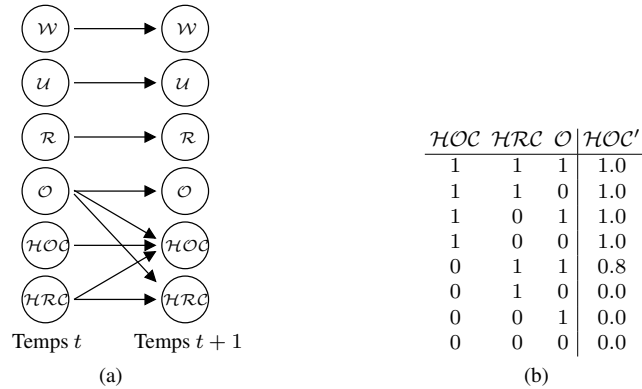 W W
U U
R R
O O
HOC HOC
HRC HRC
Temps t Temps t + 1
(a)
HOC HRC O HOC′
1 1 1 1.0
1 1 0 1.0
1 0 1 1.0
1 0 0 1.0
0 1 1 0.8
0 1 0 0.0
0 0 1 0.0
0 0 0 0.0
(b)